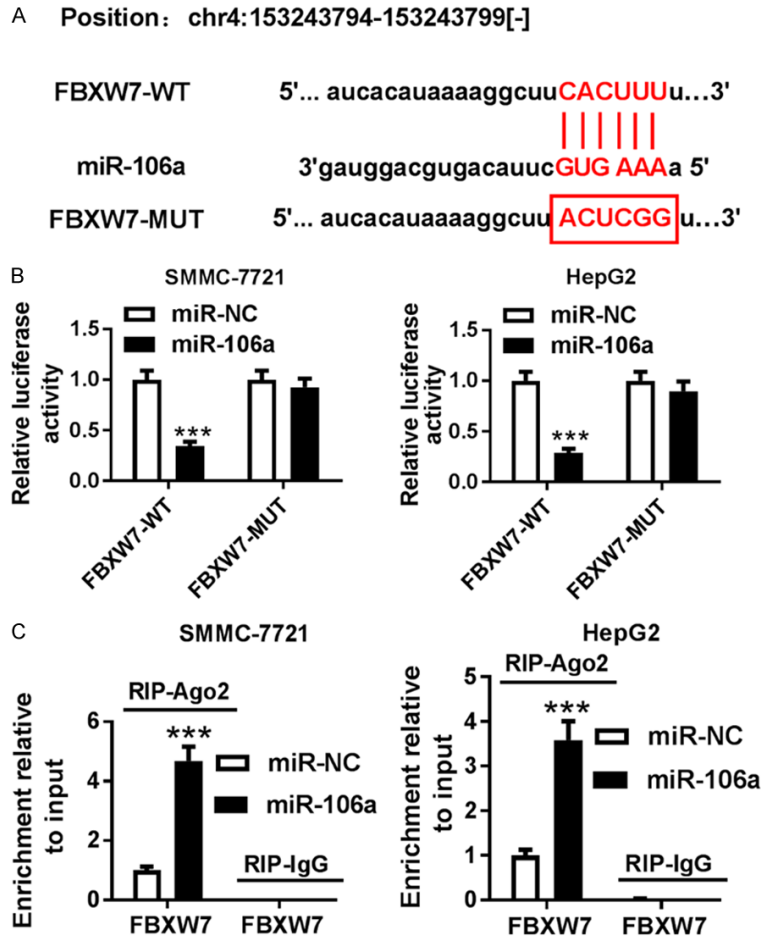 A Position: chr4:153243794-153243799[-]
FBXW7-WT 5'... aucacauaaaaggcuuCACUUUu...3'
miR-106a 3'gauggacgugacauucGUG AAAa 5'
FBXW7-MUT 5'... aucacauaaaaggcuu ACUCGG u...3'
B
SMMC-7721
Relative luciferase activity
miR-NC
miR-106a
1.5
1.0
0.5
0.0
***
FBXW7-WT
FBXW7-MUT
HepG2
Relative luciferase activity
miR-NC
miR-106a
1.5
1.0
0.5
0.0
***
FBXW7-WT
FBXW7-MUT
C
SMMC-7721
Enrichment relative to input
RIP-Ago2
6
4
2
0
***
miR-NC
miR-106a
RIP-IgG
FBXW7 FBXW7
HepG2
Enrichment relative to input
RIP-Ago2
5
4
3
2
1
0
***
miR-NC
miR-106a
RIP-IgG
FBXW7 FBXW7